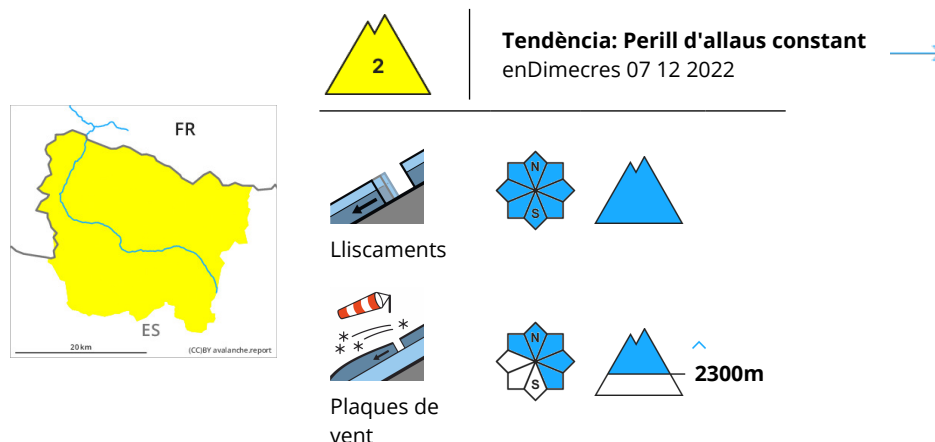 2
Tendència: Perill d'allaus constant
enDimecres 07 12 2022
FR
ES
20 km
(CC)BY avalanche.report
N
S
Lliscaments
N
S
2300m
Plaques de
vent